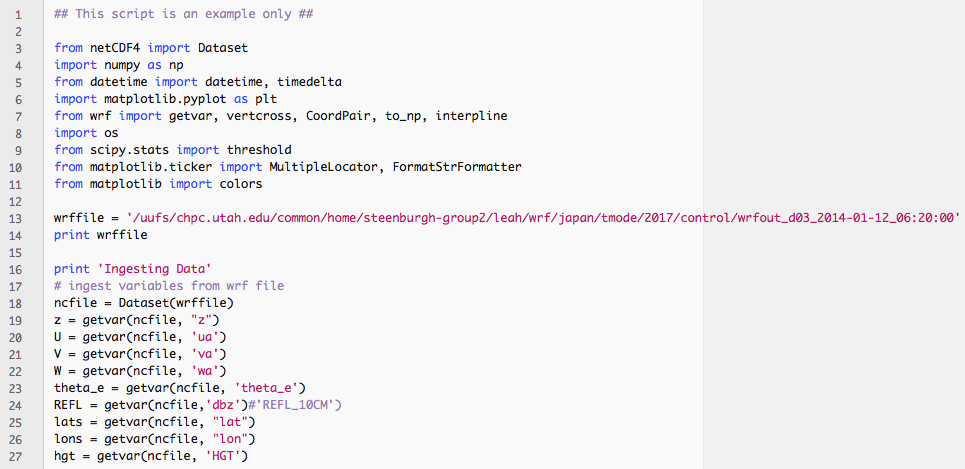 1 ## This script is an example only ##
2
3 from netCDF4 import Dataset
4 import numpy as np
5 from datetime import datetime, timedelta
6 import matplotlib.pyplot as plt
7 from wrf import getvar, vertcross, CoordPair, to_np, interpline
8 import os
9 from scipy.stats import threshold
10 from matplotlib.ticker import MultipleLocator, FormatStrFormatter
11 from matplotlib import colors
12
13 wrffile = '/uufs/chpc.utah.edu/common/home/steenburgh-group2/leah/wrf/japan/tmode/2017/control/wrfout_d03_2014-01-12_06:20:00'
14 print wrffile
15
16 print 'Ingesting Data'
17 # ingest variables from wrf file
18 ncfile = Dataset(wrffile)
19 z = getvar(ncfile, "z")
20 U = getvar(ncfile, 'ua')
21 V = getvar(ncfile, 'va')
22 W = getvar(ncfile, 'wa')
23 theta_e = getvar(ncfile, 'theta_e')
24 REFL = getvar(ncfile,'dbz')#'REFL_10CM')
25 lats = getvar(ncfile, "lat")
26 lons = getvar(ncfile, "lon")
27 hgt = getvar(ncfile, 'HGT')